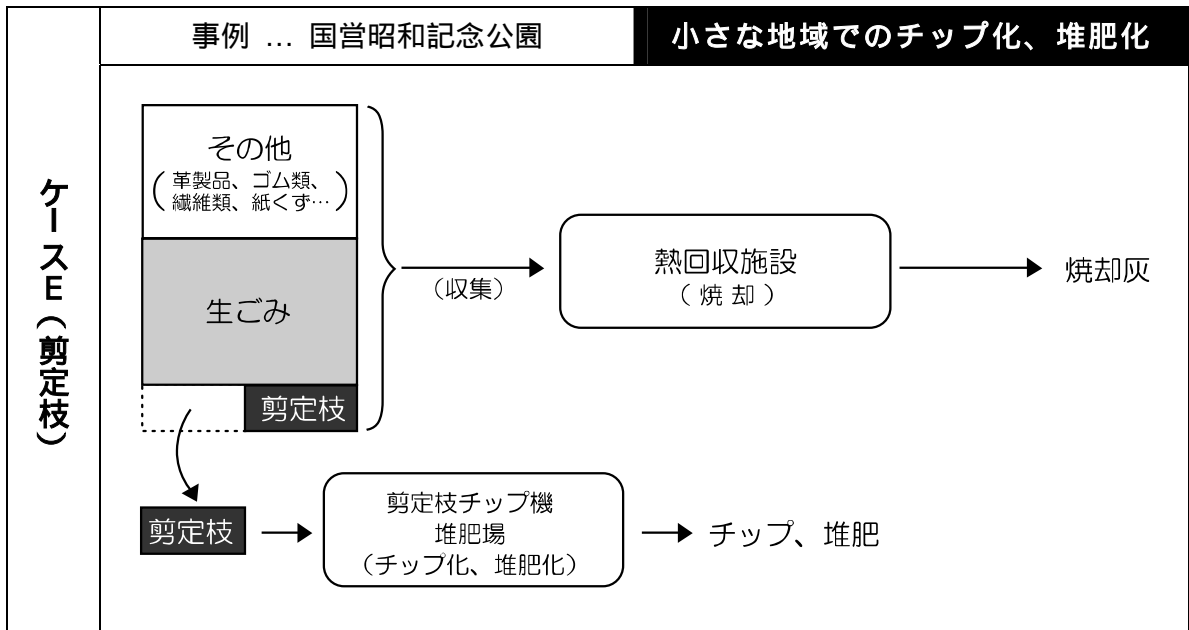 事例 … 国営昭和記念公園
小さな地域でのチップ化、堆肥化
ケースE(剪定枝)
その他
(革製品、ゴム類、
繊維類、紙くず…)
生ごみ
剪定枝
(収集)
熱回収施設
(焼却)
焼却灰
剪定枝
剪定枝チップ機
堆肥場
(チップ化、堆肥化)
チップ、堆肥